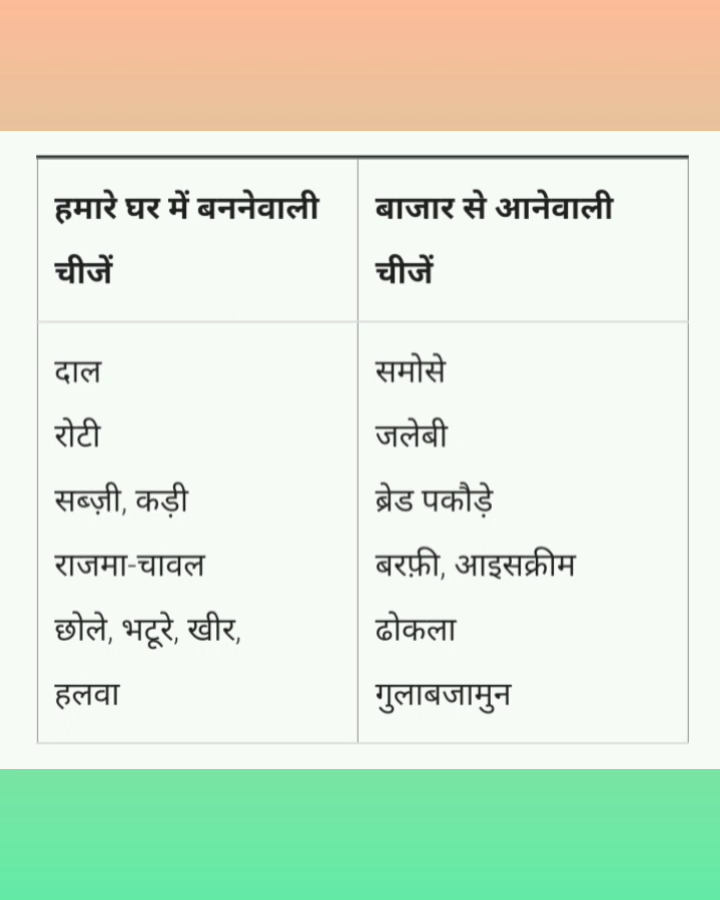 हमारे घर में बननेवाली
चीजें
बाजार से आनेवाली
चीजें
दाल
समोसे
रोटी
जलेबी
सब्ज़ी, कड़ी
ब्रेड पकौड़े
राजमा-चावल
बरफ़ी, आइसक्रीम
छोले, भटूरे, खीर,
ढोकला
हलवा
गुलाबजामुन